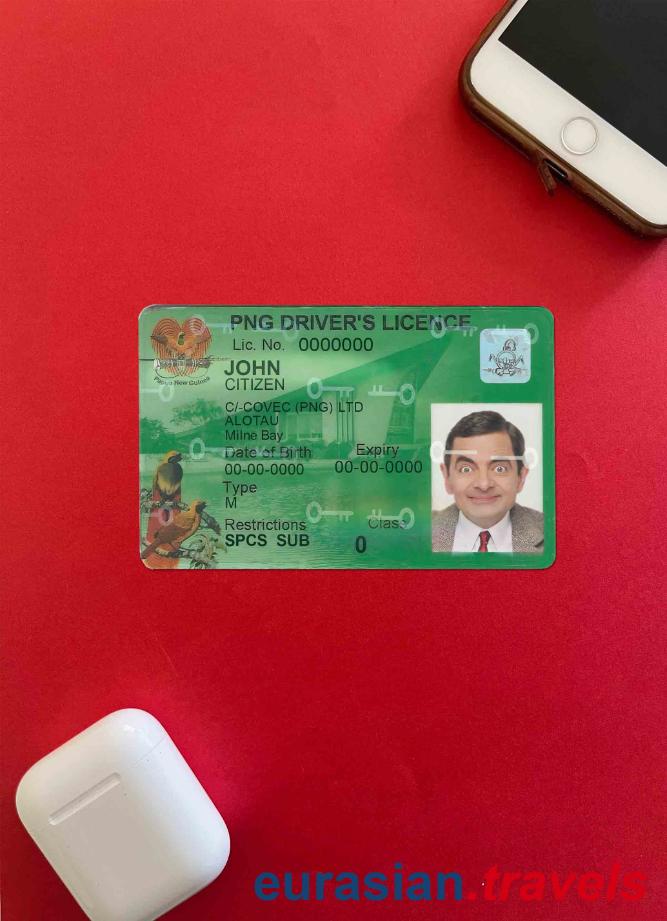 PNG DRIVER'S LICENCE
Lic. No. 0000000
JOHN
CITIZEN
C/-COVEC (PNG) LTD
ALOTAU
Milne Bay
Date of Birth Expiry
00-00-0000 00-00-0000
Type
M
Restrictions Class
SPCS SUB 0
Papua New Guinea
eurasian.travels